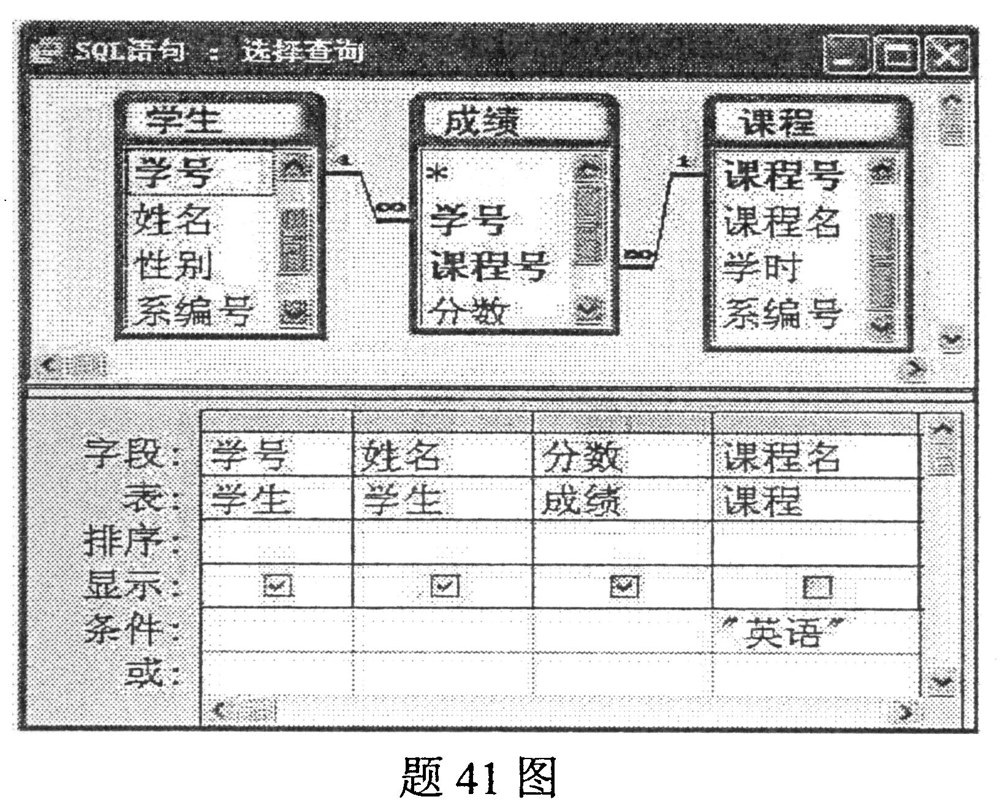 SQL语句 : 选择查询
学生 成绩 课程
学号 * 课程号
姓名 学号 课程名
性别 课程号 学时
系编号 分数 系编号
1 ∞ ∞ 1
字段: 学号 姓名 分数 课程名
表: 学生 学生 成绩 课程
排序:
显示:
条件: "英语"
或:
题 41 图